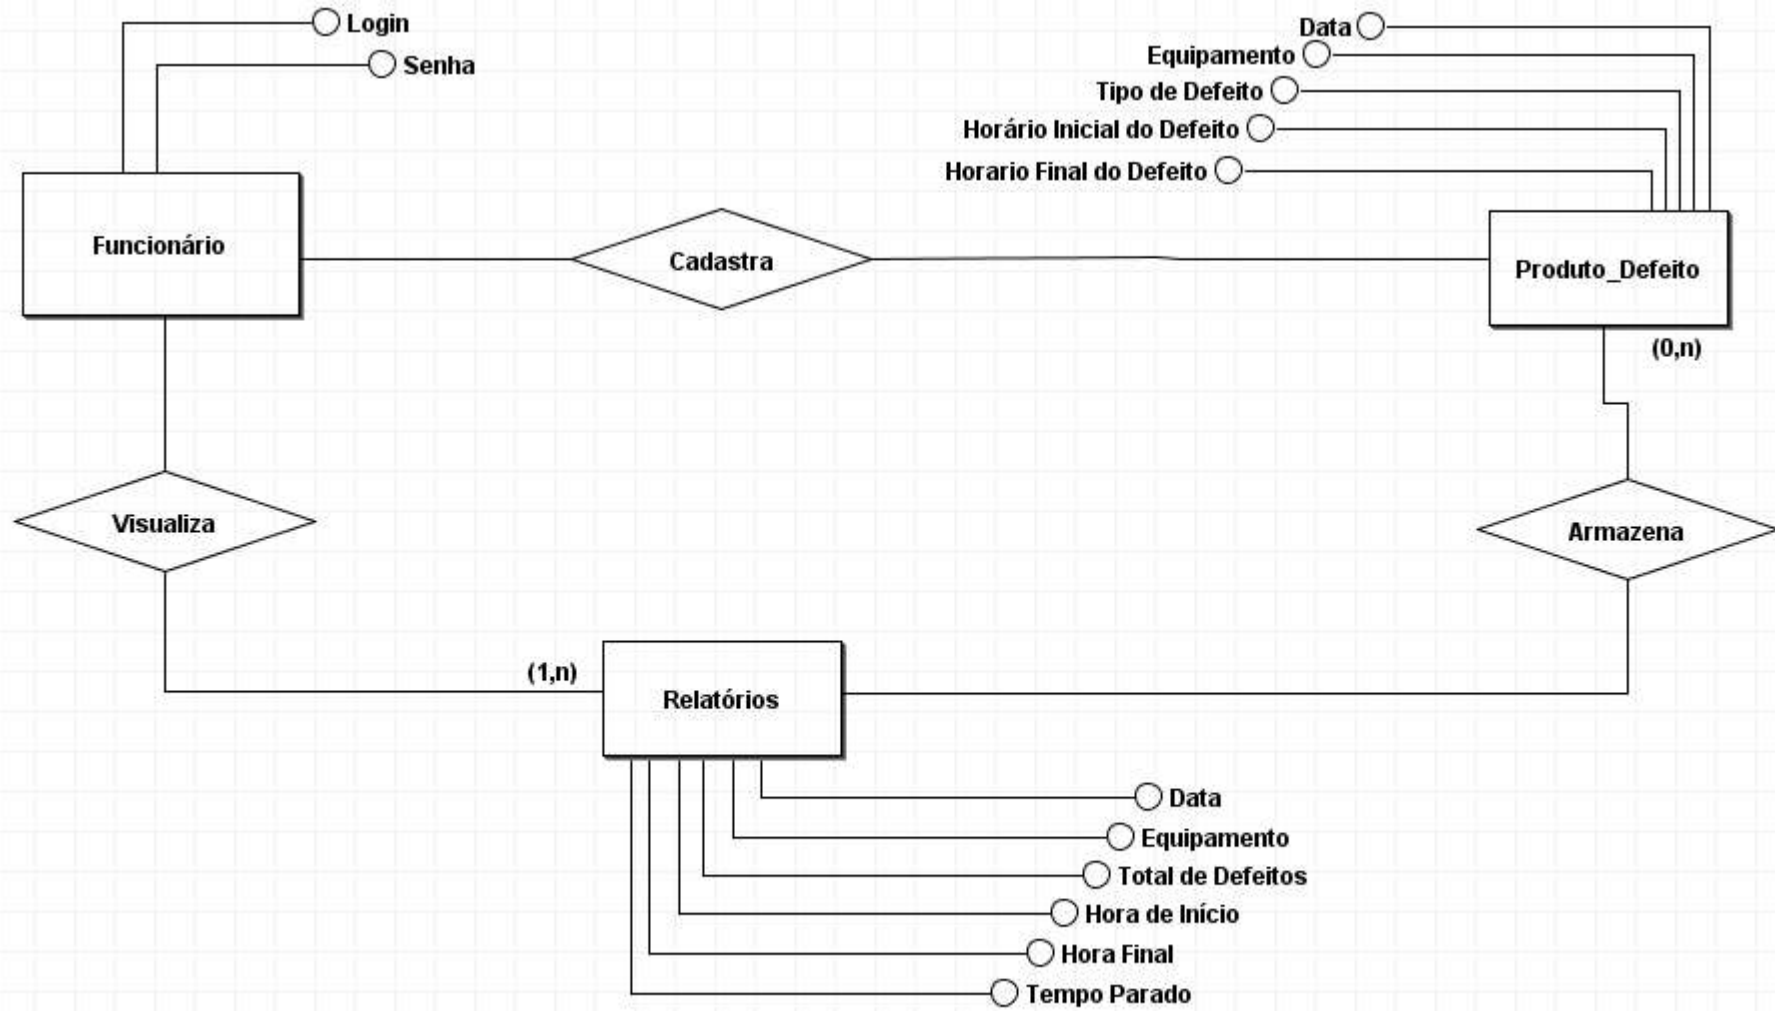 Login
Senha
Data
Equipamento
Tipo de Defeito
Horário Inicial do Defeito
Horario Final do Defeito
Funcionário
Cadastra
Produto_Defeito
(0,n)
Visualiza
Armazena
(1,n)
Relatórios
Data
Equipamento
Total de Defeitos
Hora de Início
Hora Final
Tempo Parado